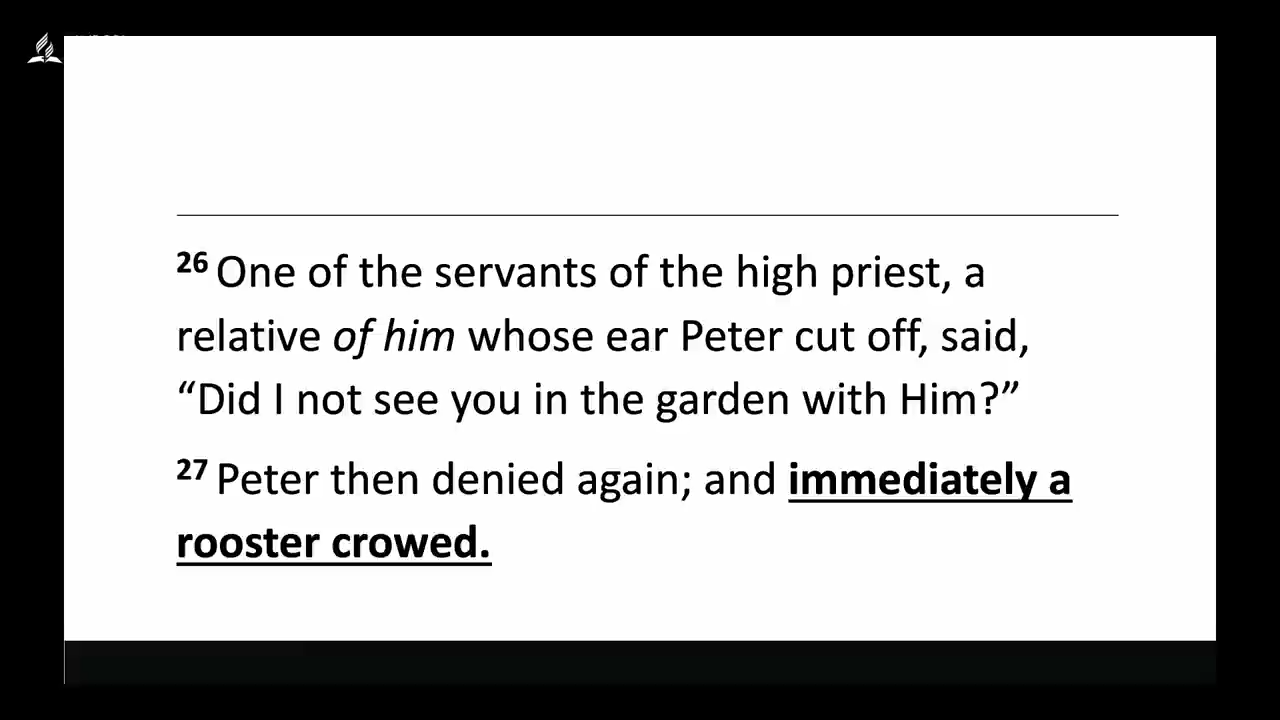 26 One of the servants of the high priest, a
relative of him whose ear Peter cut off, said,
“Did I not see you in the garden with Him?”
27 Peter then denied again; and immediately a
rooster crowed.